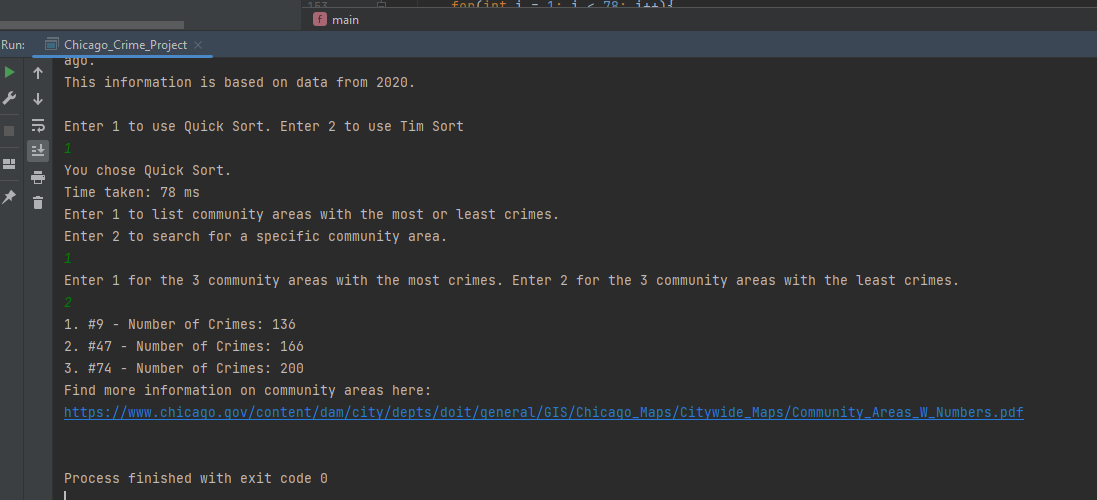 153 for(int i = 1; i < 78; i++){
main
Run: Chicago_Crime_Project
ago.
This information is based on data from 2020.
Enter 1 to use Quick Sort. Enter 2 to use Tim Sort
1
You chose Quick Sort.
Time taken: 78 ms
Enter 1 to list community areas with the most or least crimes.
Enter 2 to search for a specific community area.
1
Enter 1 for the 3 community areas with the most crimes. Enter 2 for the 3 community areas with the least crimes.
2
1. #9 - Number of Crimes: 136
2. #47 - Number of Crimes: 166
3. #74 - Number of Crimes: 200
Find more information on community areas here:
https://www.chicago.gov/content/dam/city/depts/doit/general/GIS/Chicago_Maps/Citywide_Maps/Community_Areas_W_Numbers.pdf
Process finished with exit code 0